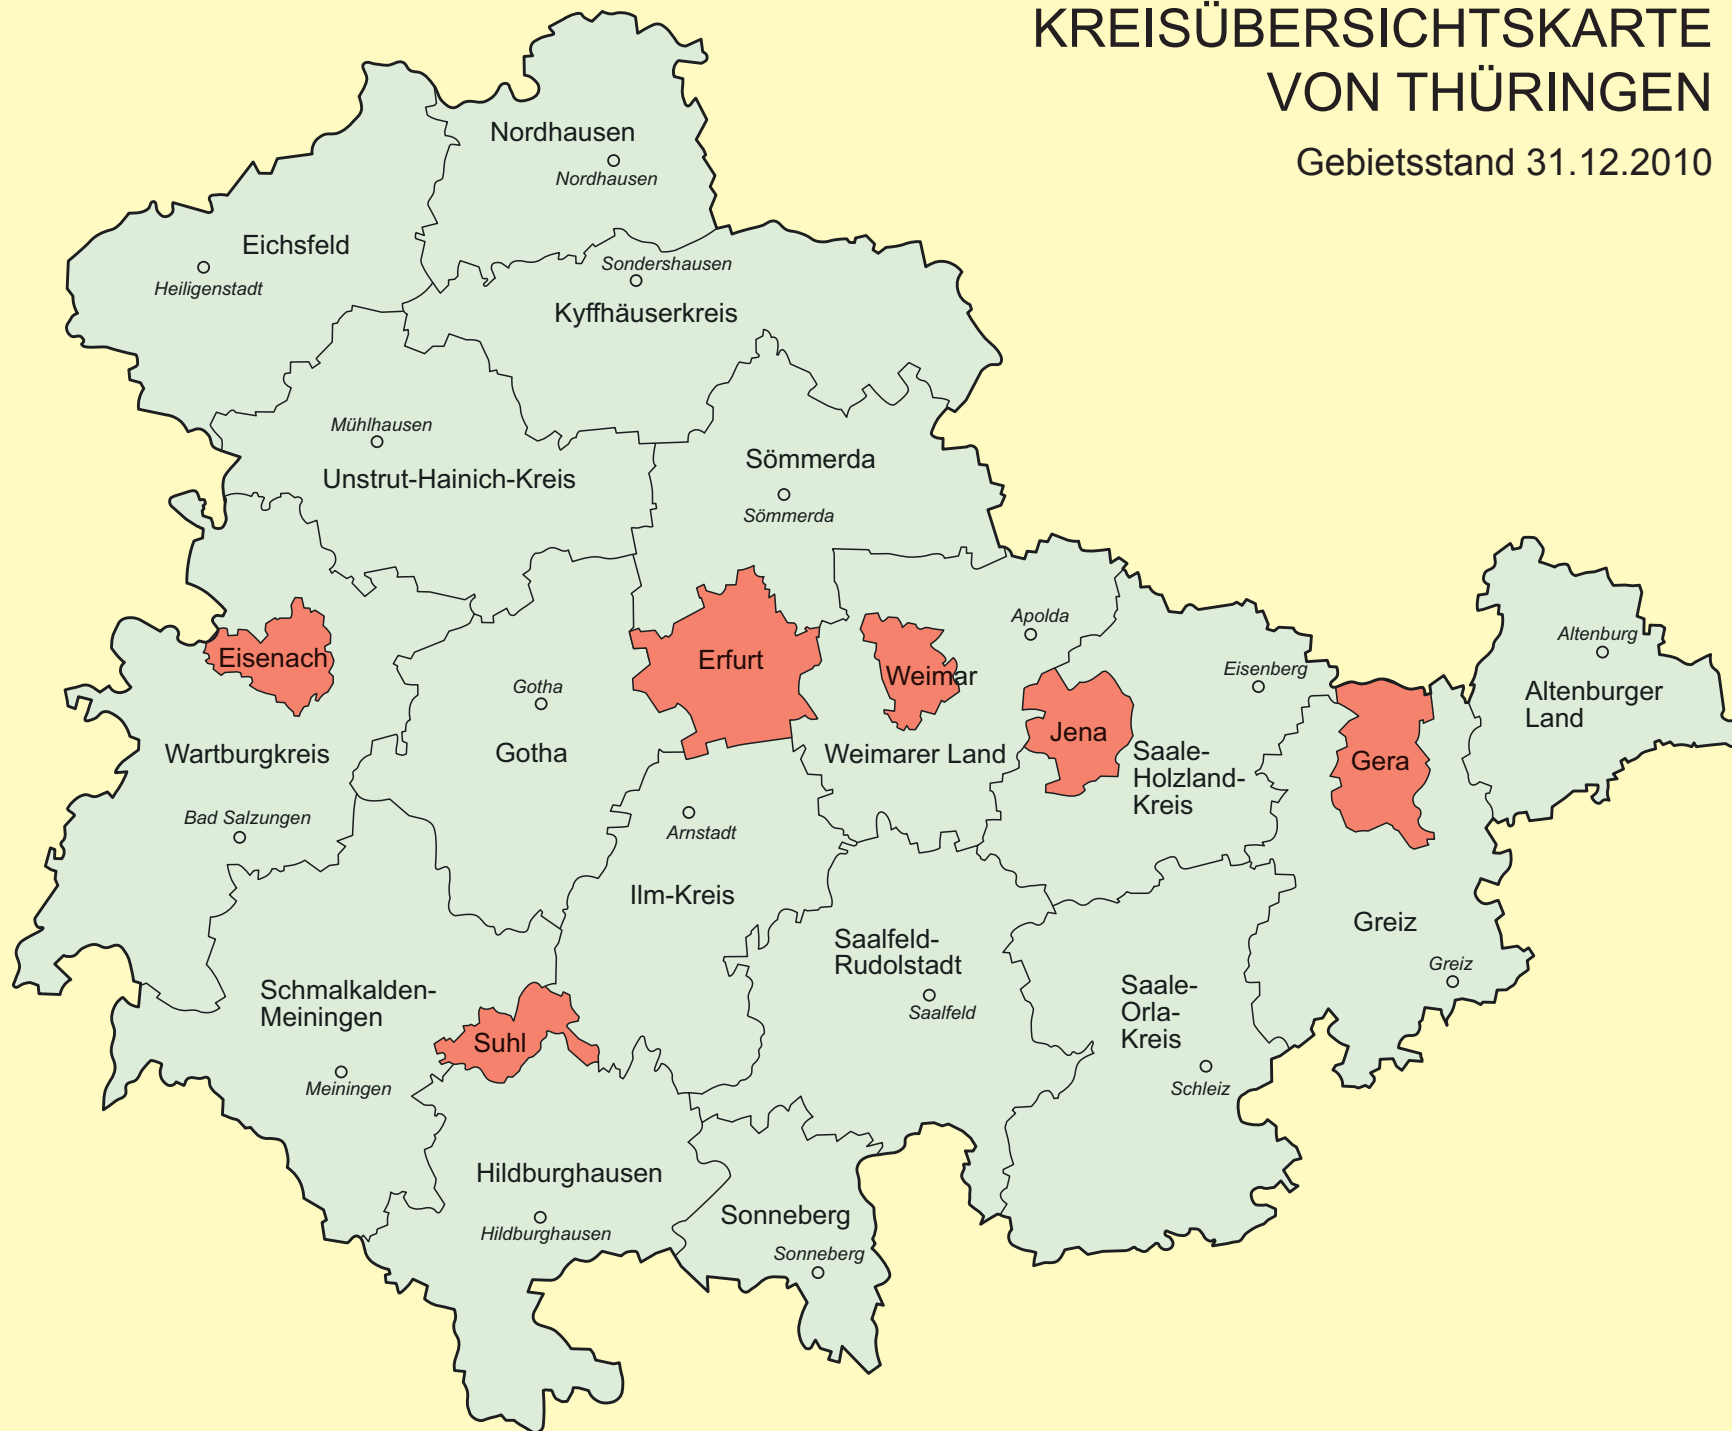 KREISÜBERSICHTSKARTE
VON THÜRINGEN
Gebietsstand 31.12.2010
Nordhausen
Nordhausen
Eichsfeld
Heiligenstadt
Sondershausen
Kyffhäuserkreis
Mühlhausen
Unstrut-Hainich-Kreis
Sömmerda
Sömmerda
Eisenach
Wartburgkreis
Bad Salzungen
Gotha
Gotha
Erfurt
Weimar
Apolda
Weimarer Land
Jena
Eisenberg
Saale-
Holzland-
Kreis
Gera
Altenburg
Altenburger
Land
Arnstadt
Ilm-Kreis
Saalfeld-
Rudolstadt
Saalfeld
Greiz
Greiz
Saale-
Orla-
Kreis
Schleiz
Schmalkalden-
Meiningen
Meiningen
Suhl
Hildburghausen
Hildburghausen
Sonneberg
Sonneberg